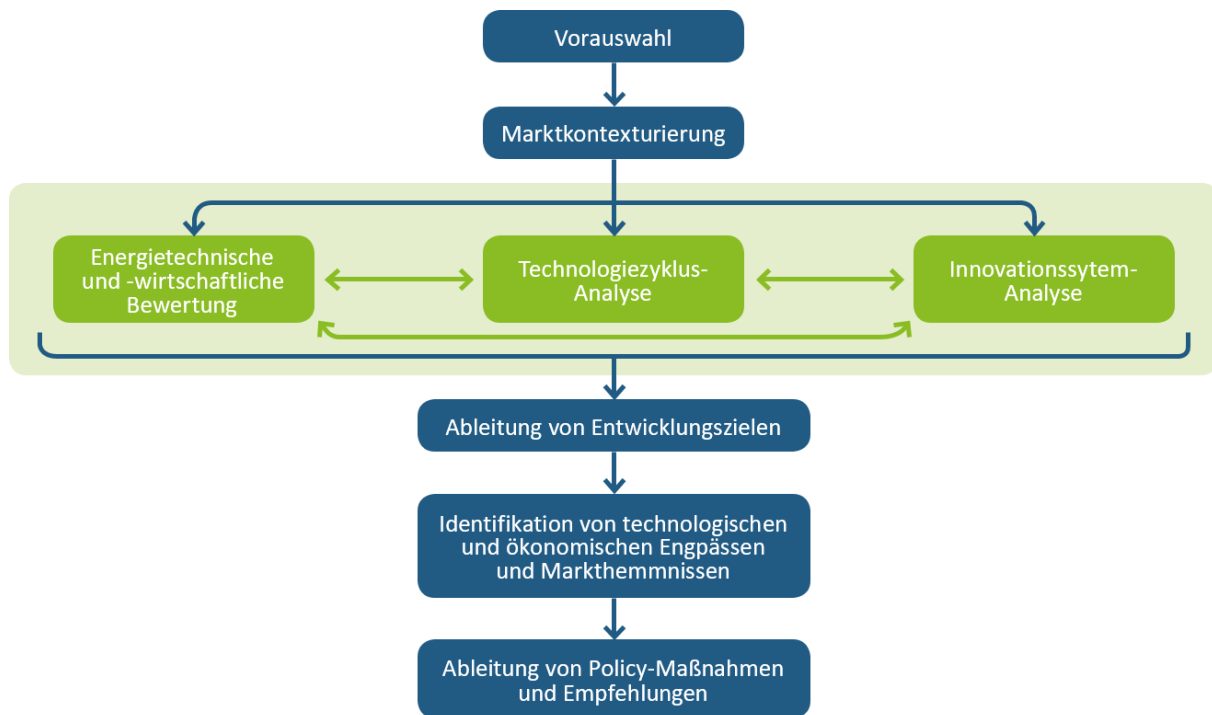 Vorauswahl
Marktkontexturierung
Energietechnische
und -wirtschaftliche
Bewertung
Technologiezyklus-
Analyse
Innovationssytem-
Analyse
Ableitung von Entwicklungszielen
Identifikation von technologischen
und ökonomischen Engpässen
und Markthemmnissen
Ableitung von Policy-Maßnahmen
und Empfehlungen